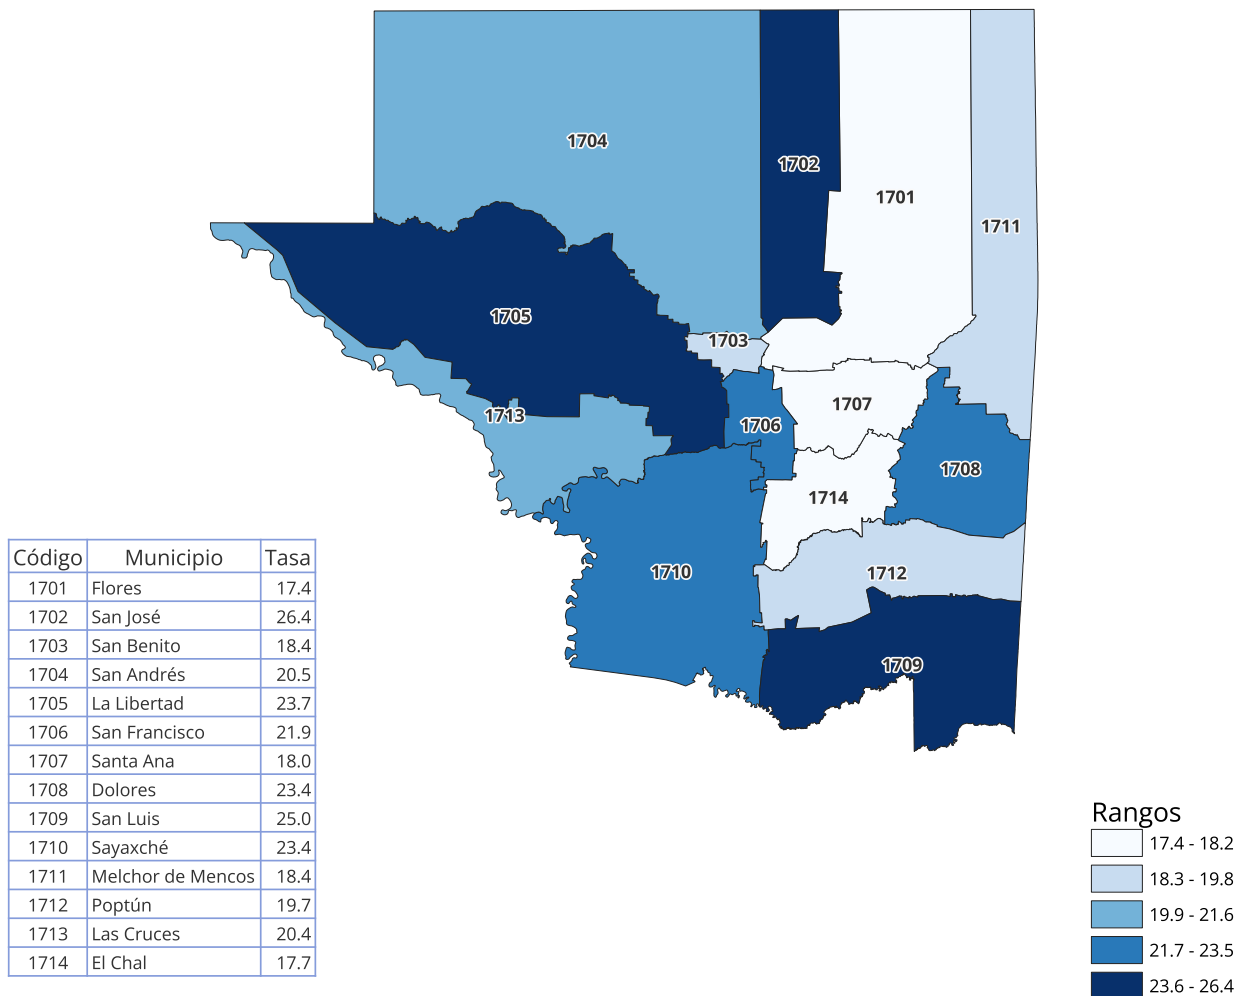 1704
1702
1701
1711
1705
1703
1707
1713
1706
1708
1714
1710
1712
1709
Código Municipio Tasa
1701 Flores 17.4
1702 San José 26.4
1703 San Benito 18.4
1704 San Andrés 20.5
1705 La Libertad 23.7
1706 San Francisco 21.9
1707 Santa Ana 18.0
1708 Dolores 23.4
1709 San Luis 25.0
1710 Sayaxché 23.4
1711 Melchor de Mencos 18.4
1712 Poptún 19.7
1713 Las Cruces 20.4
1714 El Chal 17.7
Rangos
17.4 - 18.2
18.3 - 19.8
19.9 - 21.6
21.7 - 23.5
23.6 - 26.4